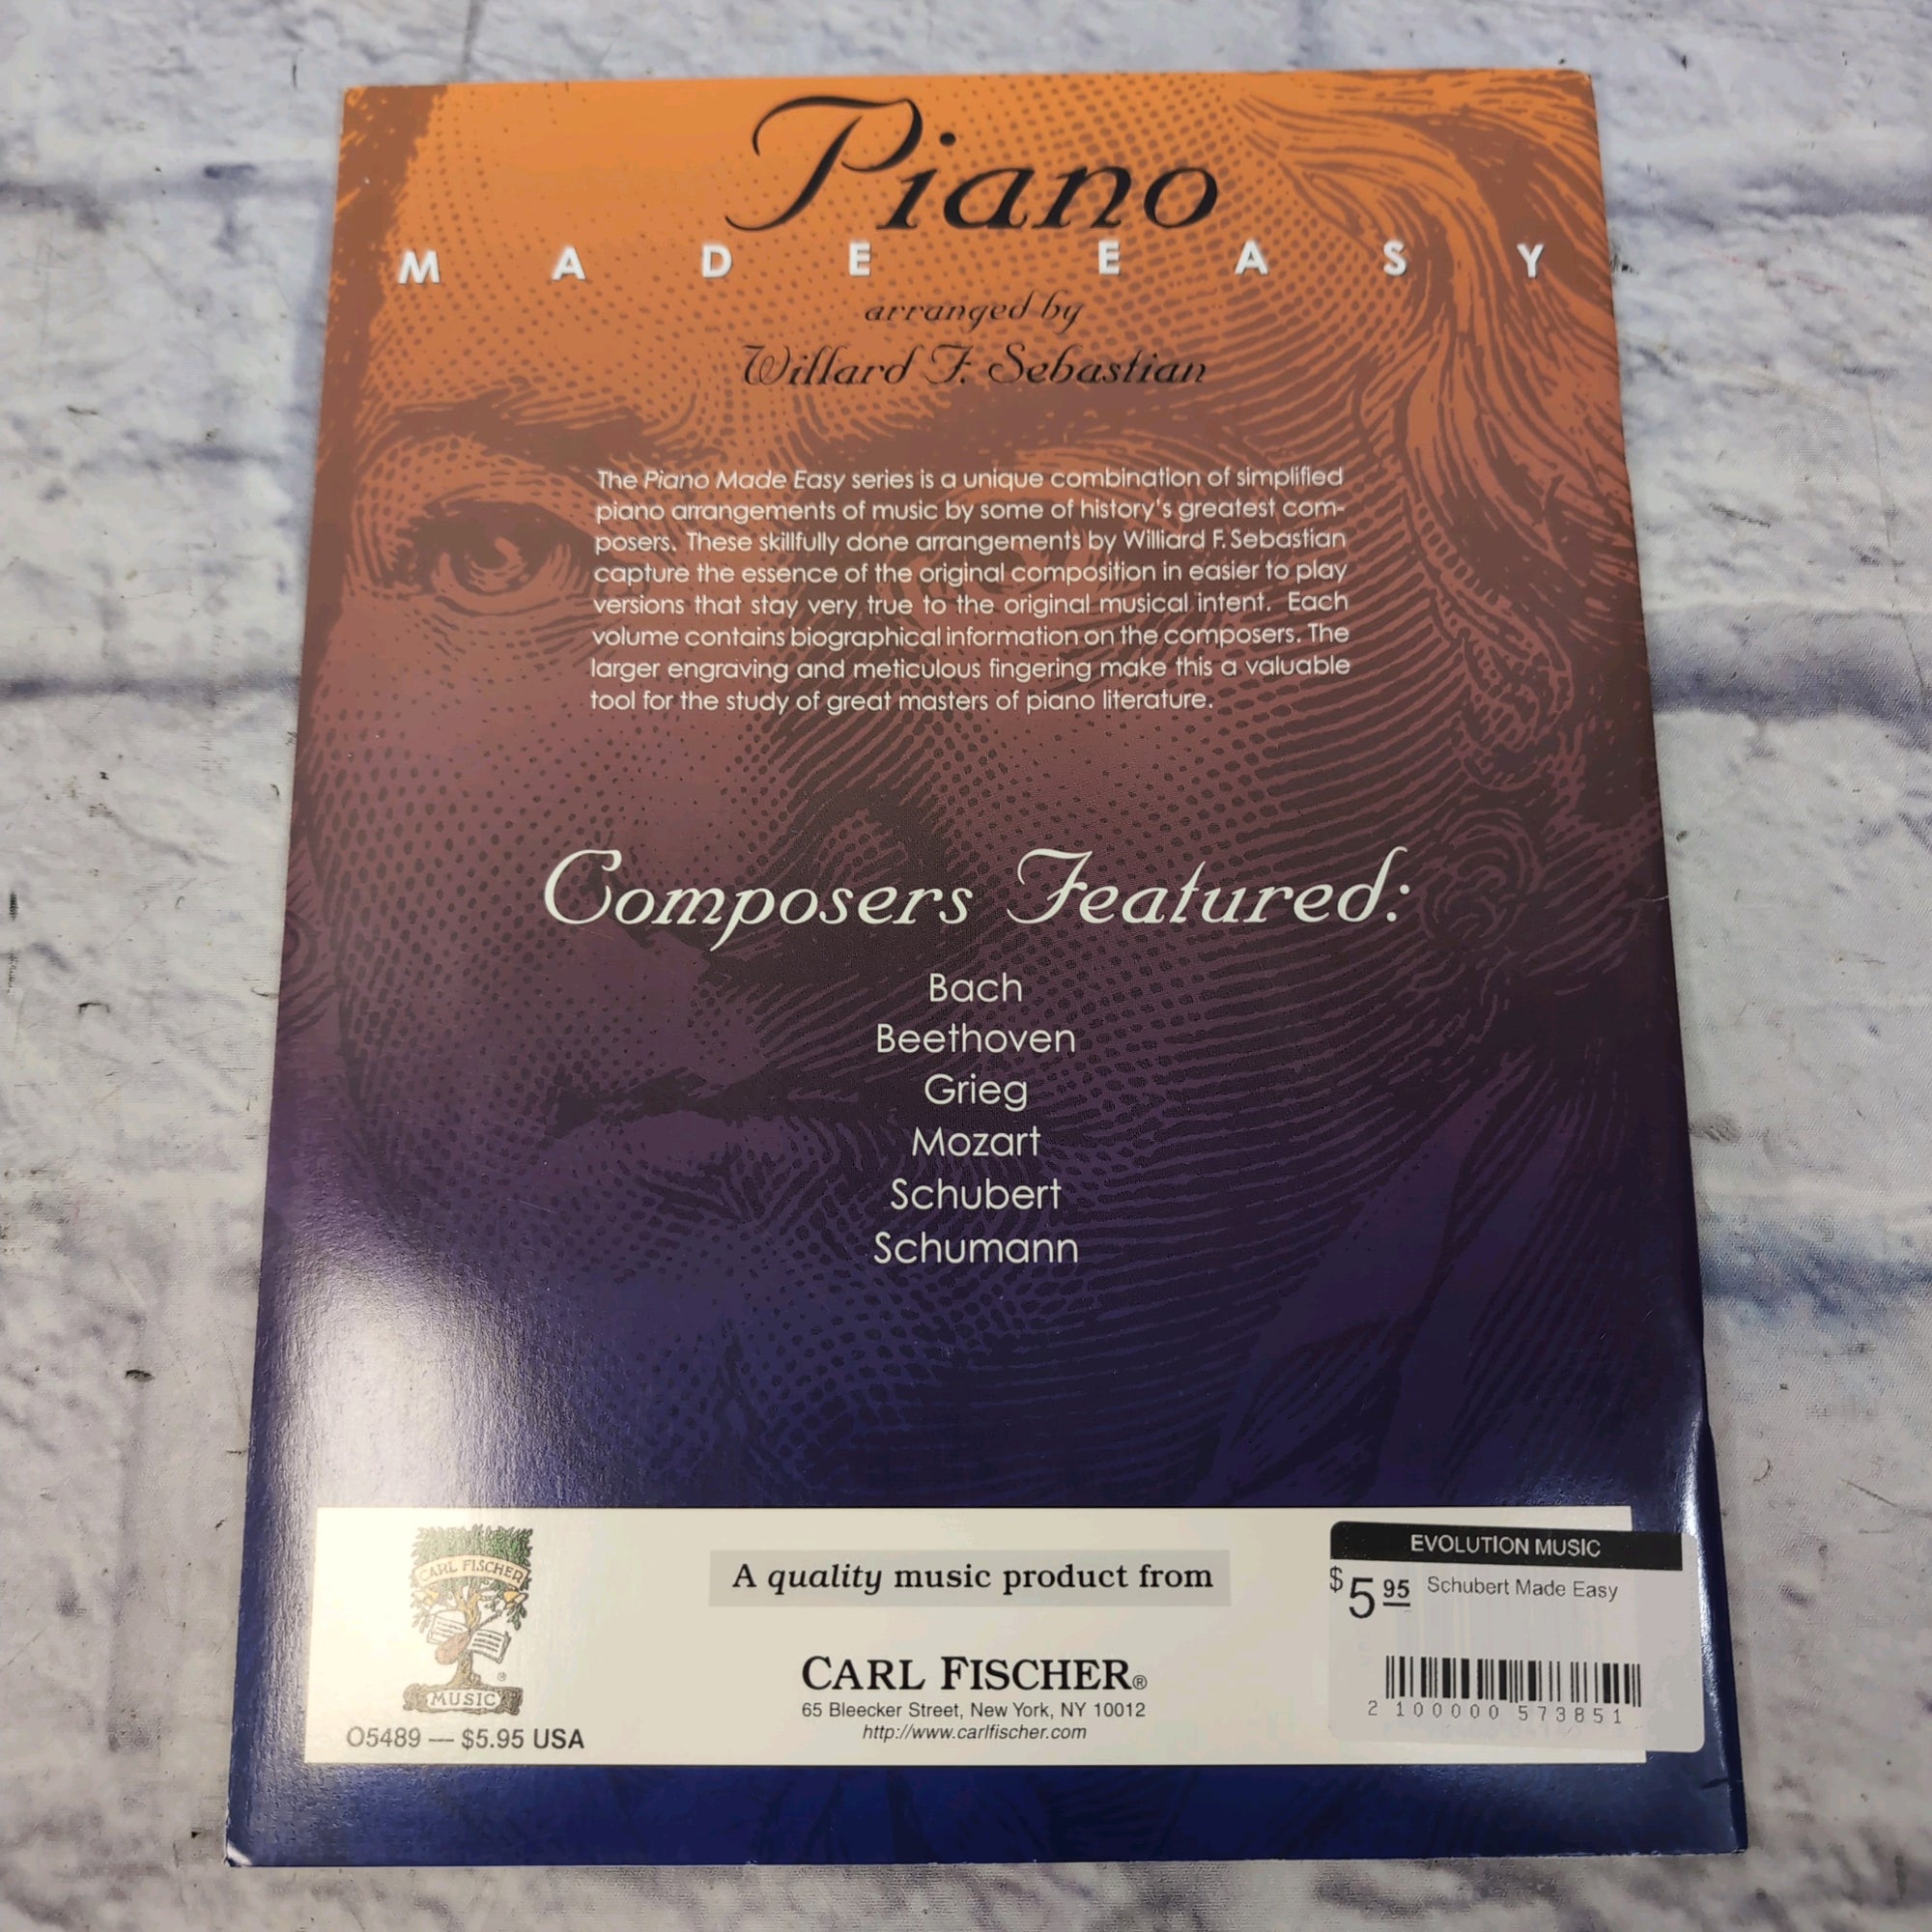 Piano
MADE EASY
arranged by
Willard F. Sebastian
The Piano Made Easy series is a unique combination of simplified
piano arrangements of music by some of history's greatest com-
posers. These skillfully done arrangements by Williard F. Sebastian
capture the essence of the original composition in easier to play
versions that stay very true to the original musical intent. Each
volume contains biographical information on the composers. The
larger engraving and meticulous fingering make this a valuable
tool for the study of great masters of piano literature.
Composers Featured:
Bach
Beethoven
Grieg
Mozart
Schubert
Schumann
CARL FISCHER
MUSIC
®
O5489 — $5.95 USA
A quality music product from
CARL FISCHER®
65 Bleecker Street, New York, NY 10012
http://www.carlfischer.com
EVOLUTION MUSIC
$5 95 Schubert Made Easy
2 100000 573851